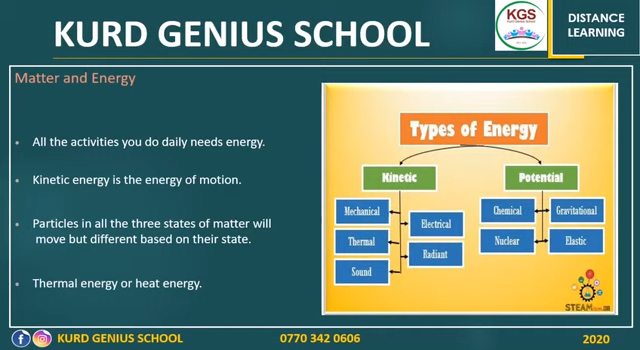 KURD GENIUS SCHOOL
KGS
DISTANCE
LEARNING
Matter and Energy
All the activities you do daily needs energy.
Kinetic energy is the energy of motion.
Particles in all the three states of matter will
move but different based on their state.
Thermal energy or heat energy.
Types of Energy
Kinetic
Potential
Mechanical
Electrical
Thermal
Radiant
Sound
Chemical
Gravitational
Nuclear
Elastic
KURD GENIUS SCHOOL
0770 342 0606
2020